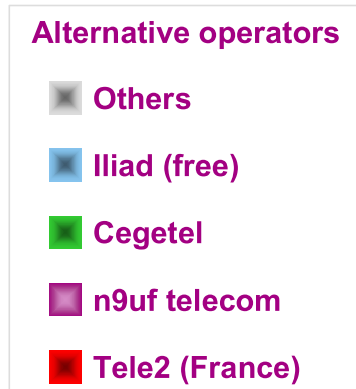 Alternative operators
Others
Iliad (free)
Cegetel
n9uf telecom
Tele2 (France)